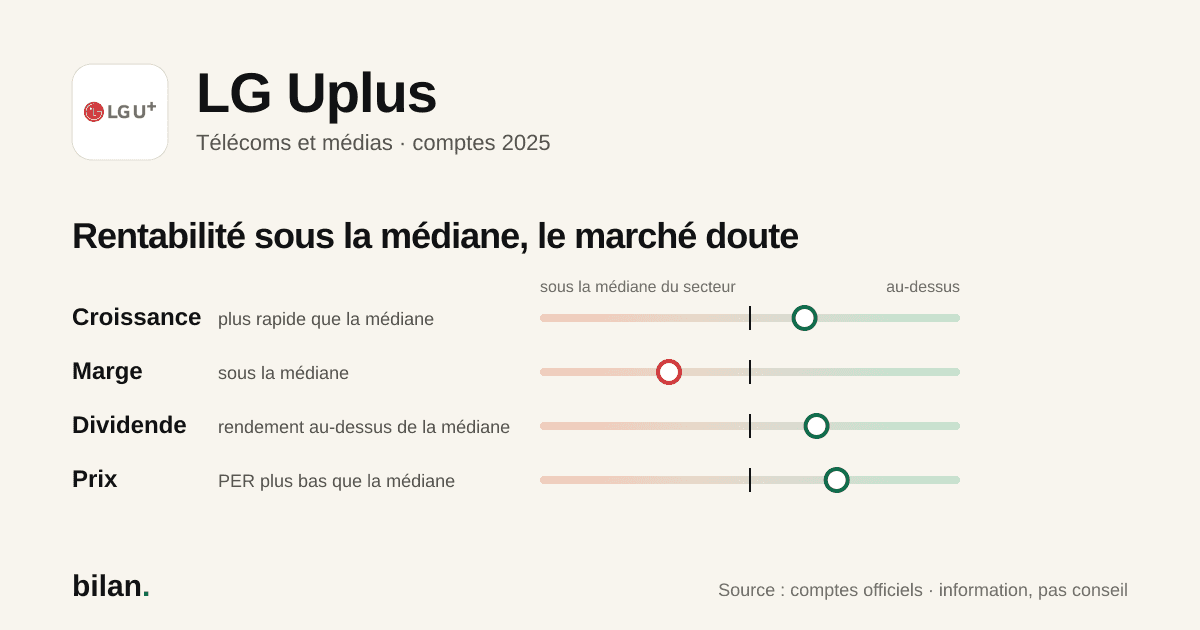 LG U+
LG Uplus
Télécoms et médias · comptes 2025
Rentabilité sous la médiane, le marché doute
sous la médiane du secteur au-dessus
Croissance plus rapide que la médiane
Marge sous la médiane
Dividende rendement au-dessus de la médiane
Prix PER plus bas que la médiane
bilan.
Source : comptes officiels · information, pas conseil